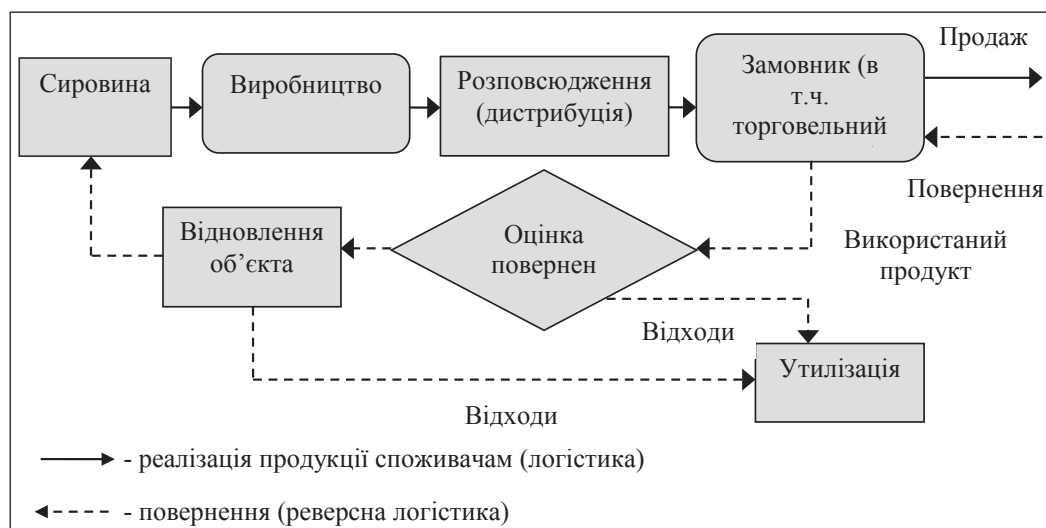 Продаж
Сировина
Виробництво
Розповсюдження
(дистрибуція)
Замовник (в
т.ч.
торговельний
Повернення
Відновлення
об’єкта
Оцінка
повернен
Використаний
продукт
Відходи
Утилізація
Відходи
- реалізація продукції споживачам (логістика)
- повернення (реверсна логістика)